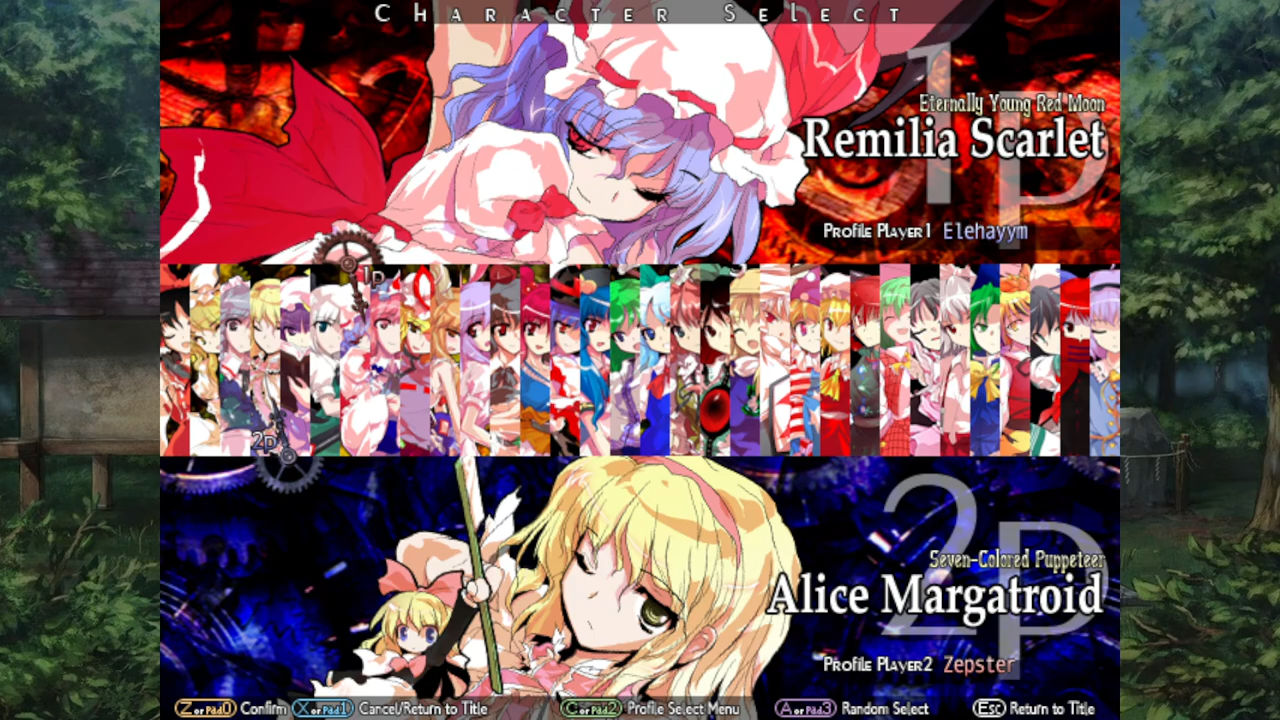 Character Select
1p
Eternally Young Red Moon
Remilia Scarlet
Profile Player1 Elehayym
1p
2p
2p
Seven-Colored Puppeteer
Alice Margatroid
Profile Player2 Zepster
Z or Pad0 Confirm X or Pad1 Cancel/Return to Title C or Pad2 Profile Select Menu A or Pad3 Random Select Esc Return to Title